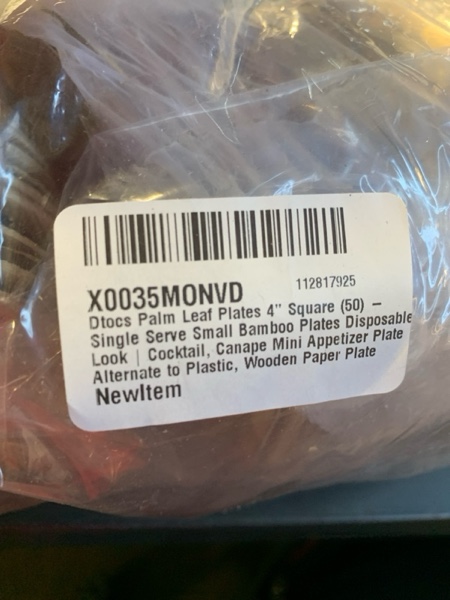 X0035MONVD 112817925
Dtocs Palm Leaf Plates 4" Square (50) –
Single Serve Small Bamboo Plates Disposable
Look | Cocktail, Canape Mini Appetizer Plate
Alternate to Plastic, Wooden Paper Plate
NewItem